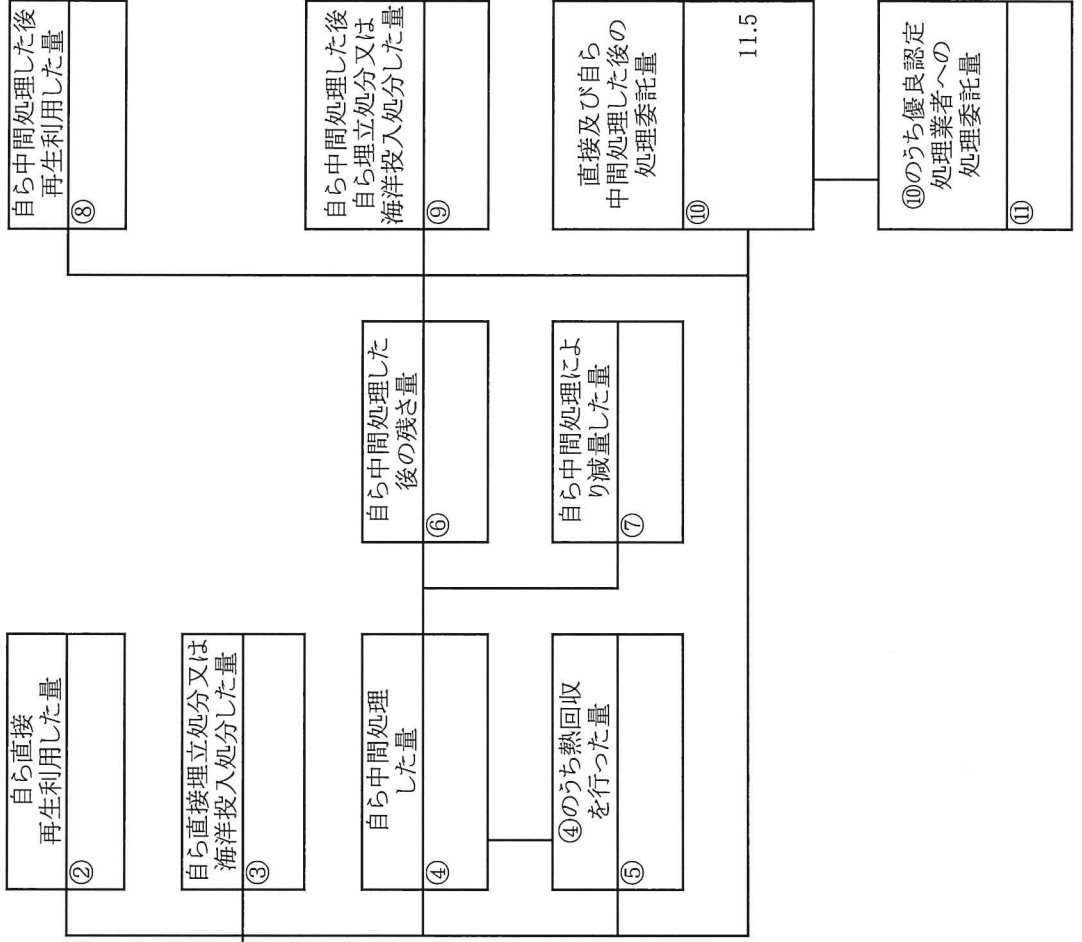 自ら直接
再生利用した量
②
自ら直接埋立処分又は
海洋投入処分した量
③
自ら中間処理
した量
④
④のうち熱回収
を行った量
⑤
自ら中間処理した
後の残さ量
⑥
自ら中間処理によ
り減量した量
⑦
自ら中間処理した後
再生利用した量
⑧
自ら中間処理した後
自ら埋立処分又は
海洋投入処分した量
⑨
直接及び自ら
中間処理した後の
処理委託量
⑩
11.5
⑩のうち優良認定
処理業者への
処理委託量
⑪